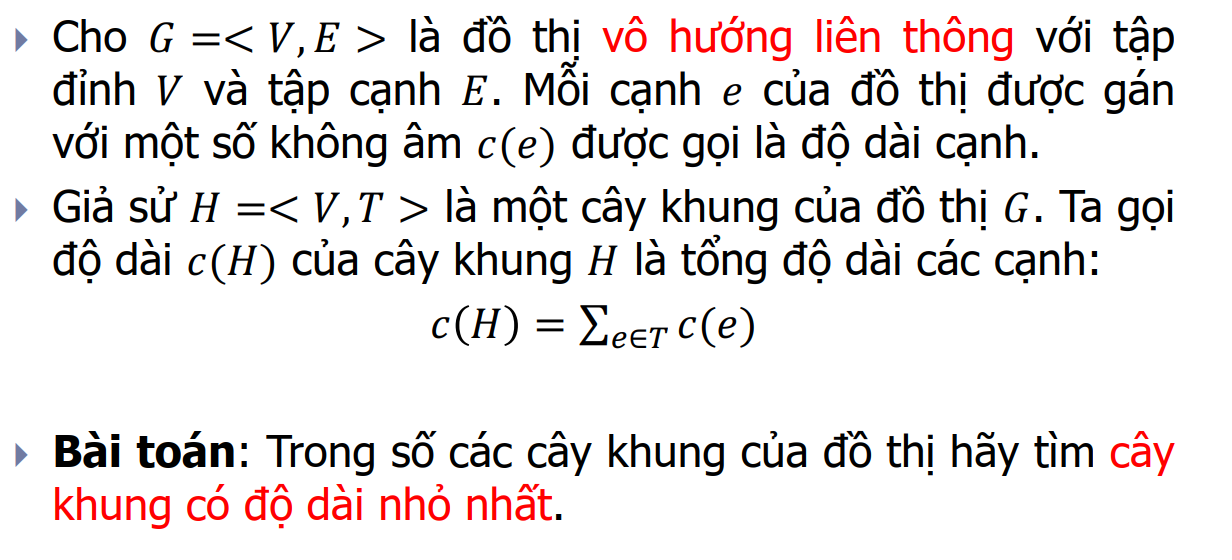 Cho G =< V, E > là đồ thị vô hướng liên thông với tập
đỉnh V và tập cạnh E. Mỗi cạnh e của đồ thị được gán
với một số không âm c(e) được gọi là độ dài cạnh.
Giả sử H =< V, T > là một cây khung của đồ thị G. Ta gọi
độ dài c(H) của cây khung H là tổng độ dài các cạnh:
c(H) = ∑e∈T c(e)
Bài toán: Trong số các cây khung của đồ thị hãy tìm cây
khung có độ dài nhỏ nhất.